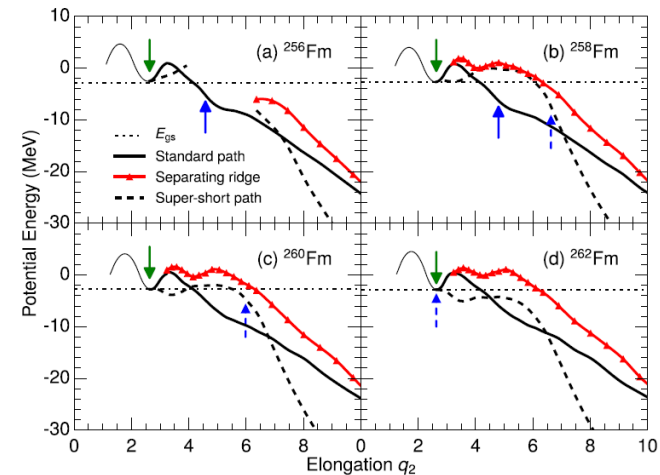 (a) ²⁵⁶Fm
(b) ²⁵⁸Fm
10
0
-10
-20
-30
E_gs
Standard path
Separating ridge
Super-short path
(c) ²⁶⁰Fm
(d) ²⁶²Fm
10
0
-10
-20
-30
0 2 4 6 8 0 2 4 6 8 10
Potential Energy (MeV)
Elongation q₂